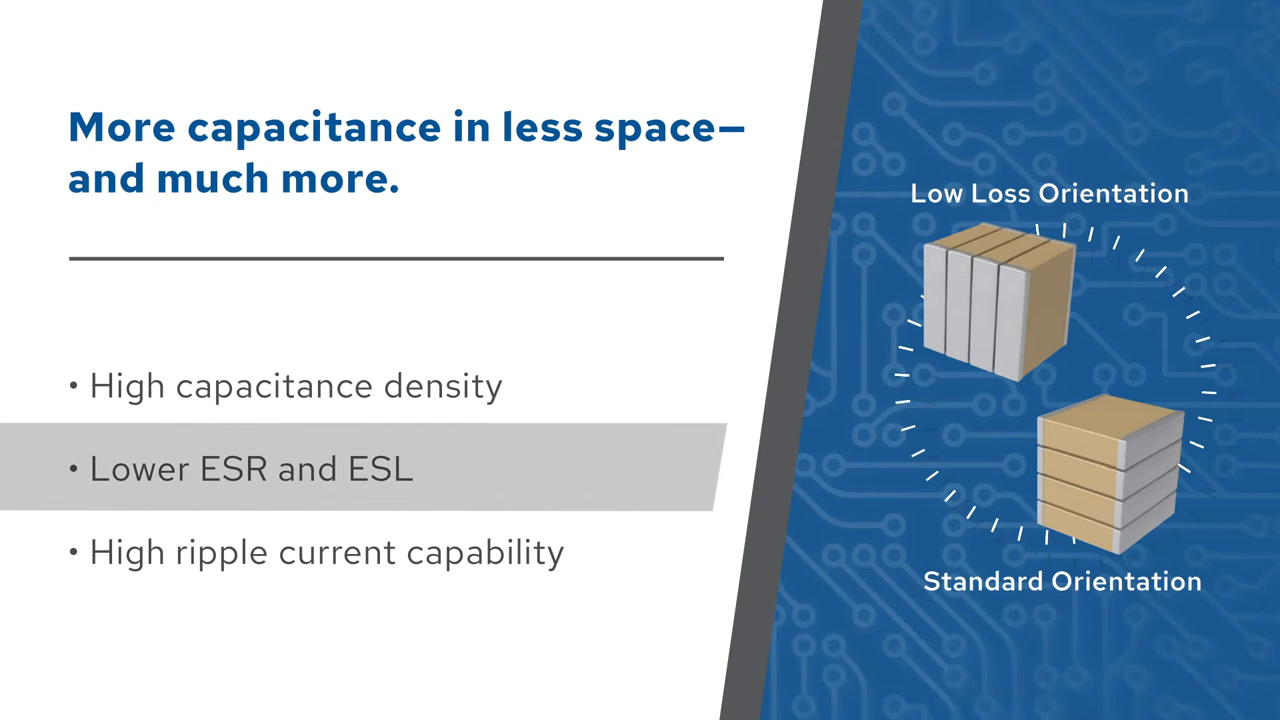 More capacitance in less space—
and much more.
• High capacitance density
• Lower ESR and ESL
• High ripple current capability
Low Loss Orientation
Standard Orientation